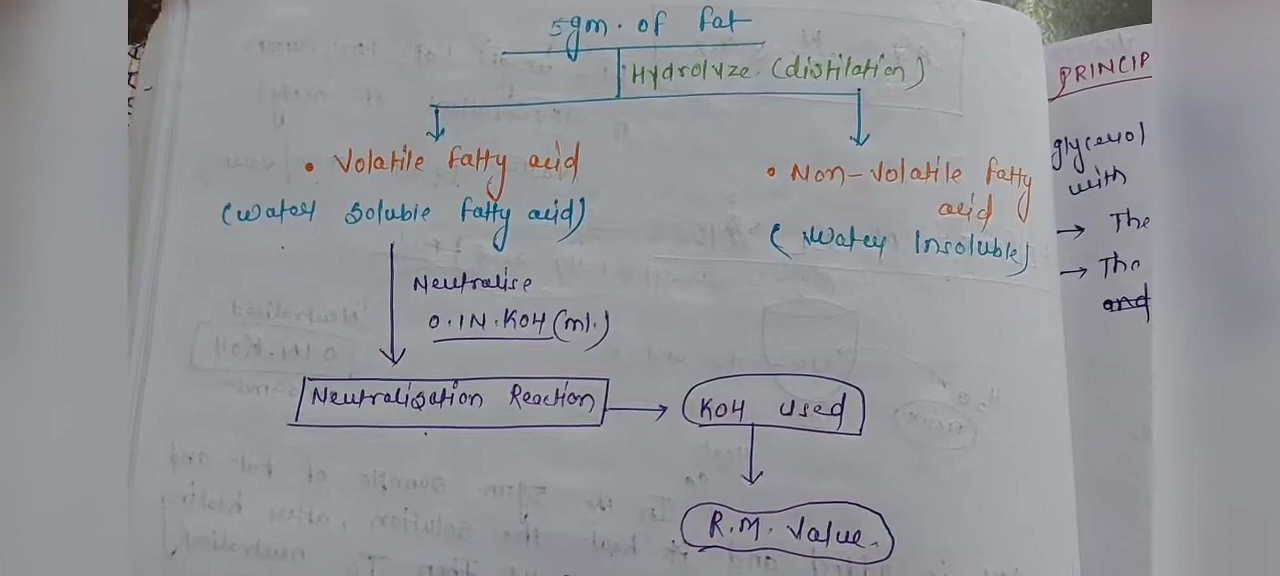 5gm. of fat
Hydrolyze. (distilation)
• Volatile fatty acid
(water soluble fatty acid)
• Non-volatile fatty
acid
(Water Insoluble)
Neutralise
0.1N.KOH (ml.)
Neutralisation Reaction
KOH used
R.M. Value.
PRINCIP
glycerol
with
→ The
→ The
and